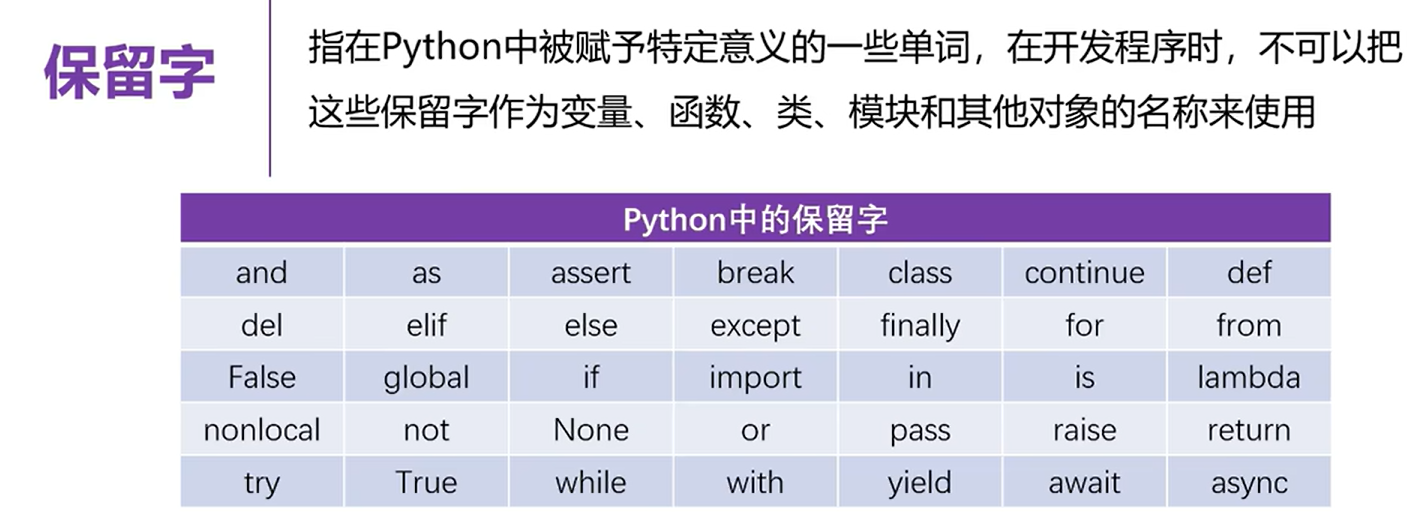 保留字
指在Python中被赋予特定意义的一些单词，在开发程序时，不可以把
这些保留字作为变量、函数、类、模块和其他对象的名称来使用
Python中的保留字
and as assert break class continue def
del elif else except finally for from
False global if import in is lambda
nonlocal not None or pass raise return
try True while with yield await async